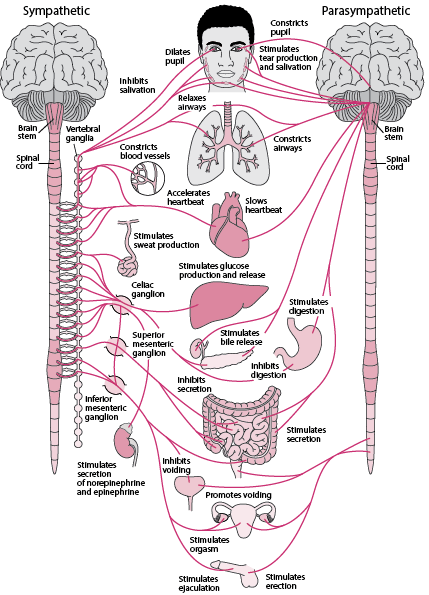 Sympathetic
Parasympathetic
Constricts
pupil
Dilates
pupil
Stimulates
tear production
and salivation
Inhibits
salivation
Relaxes
airways
Brain
stem
Vertebral
ganglia
Brain
stem
Constricts
blood vessels
Constricts
airways
Spinal
cord
Spinal
cord
Accelerates
heartbeat
Slows
heartbeat
Stimulates
sweat production
Stimulates glucose
production and release
Celiac
ganglion
Stimulates
digestion
Superior
mesenteric
ganglion
Stimulates
bile release
Inhibits
digestion
Inhibits
secretion
Inferior
mesenteric
ganglion
Stimulates
secretion
Stimulates
secretion
of norepinephrine
and epinephrine
Inhibits
voiding
Promotes voiding
Stimulates
orgasm
Stimulates
ejaculation
Stimulates
erection